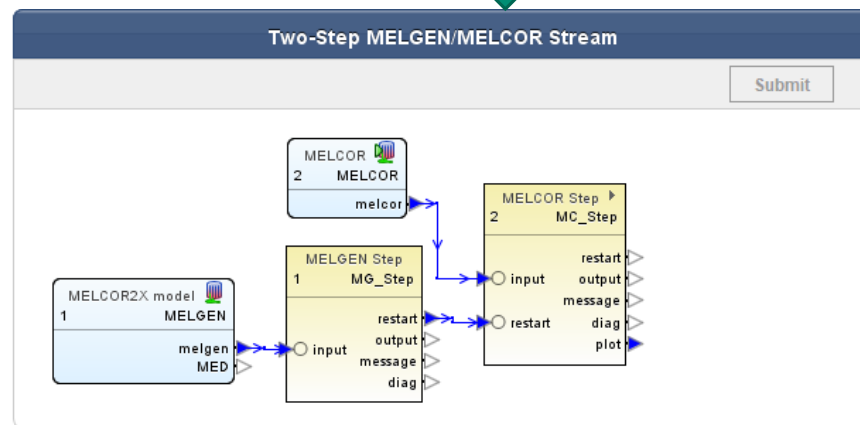 Two-Step MELGEN/MELCOR Stream
Submit
MELCOR
2 MELCOR
melcor
MELCOR Step
2 MC_Step
restart
input output
message
restart diag
plot
MELGEN Step
1 MG_Step
restart
output
input
message
diag
MELCOR2X model
1 MELGEN
melgen
MED